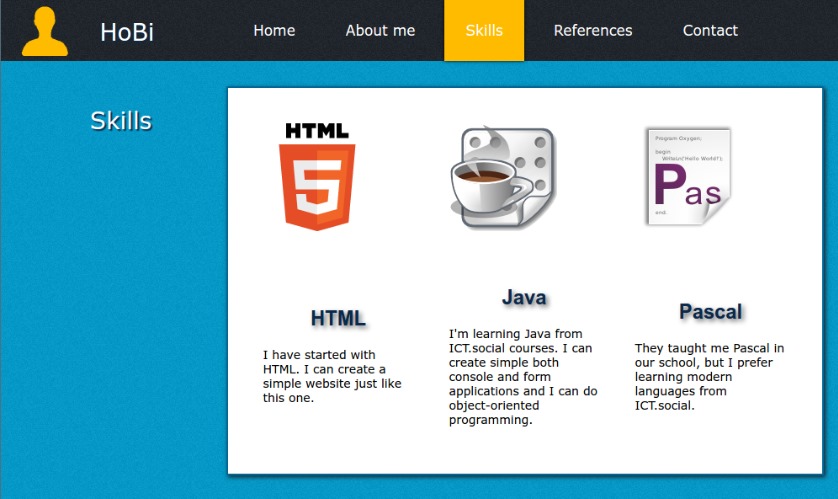 HoBi
Home
About me
Skills
References
Contact
Skills
HTML
5
Program Oxygen;
begin
Writeln('Hello World!');
Pas
end.
HTML
I have started with
HTML. I can create a
simple website just like
this one.
Java
I'm learning Java from
ICT.social courses. I can
create simple both
console and form
applications and I can do
object-oriented
programming.
Pascal
They taught me Pascal in
our school, but I prefer
learning modern
languages from
ICT.social.